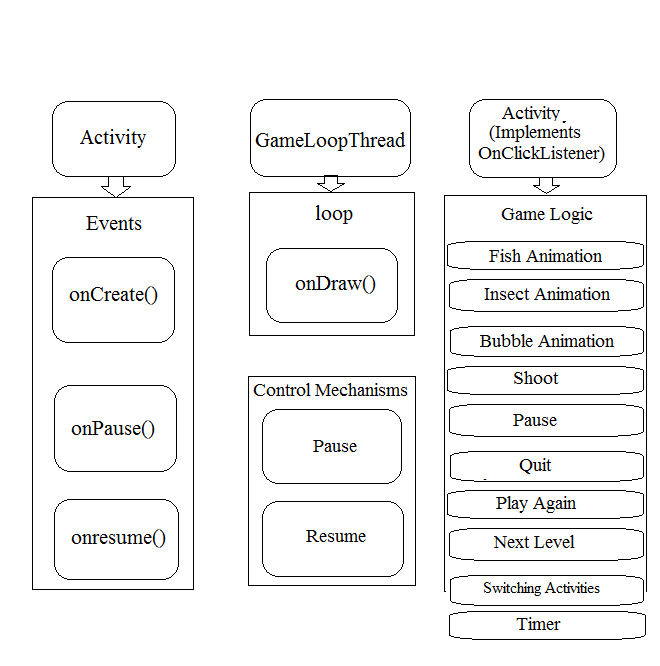 Activity
Events
onCreate()
onPause()
onresume()
GameLoopThread
loop
onDraw()
Control Mechanisms
Pause
Resume
Activity
(Implements
OnClickListener)
Game Logic
Fish Animation
Insect Animation
Bubble Animation
Shoot
Pause
Quit
Play Again
Next Level
Switching Activities
Timer